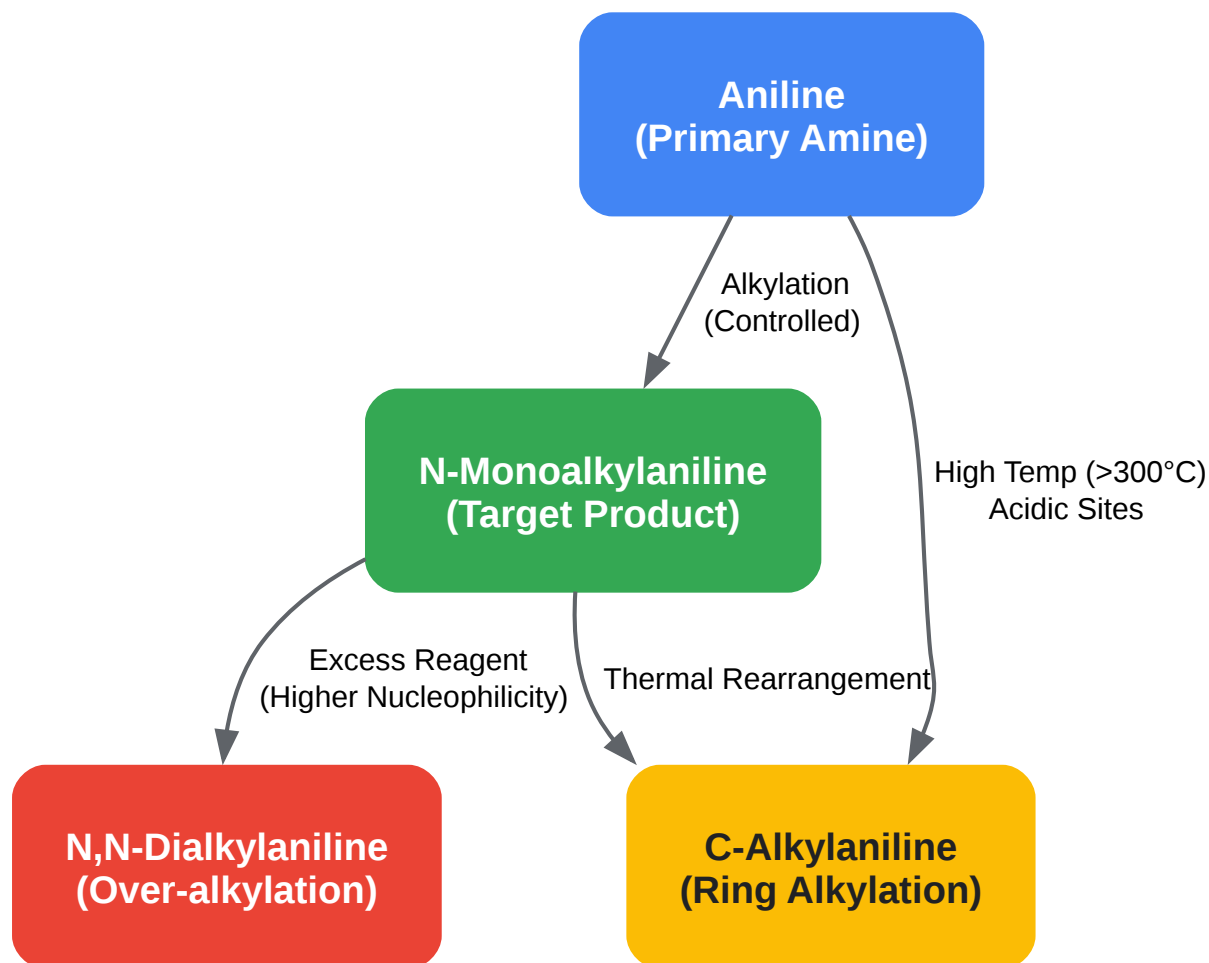 Aniline
(Primary Amine)
Alkylation
(Controlled)
N-Monoalkylaniline
(Target Product)
High Temp (>300°C)
Acidic Sites
Excess Reagent
(Higher Nucleophilicity)
Thermal Rearrangement
N,N-Dialkylaniline
(Over-alkylation)
C-Alkylaniline
(Ring Alkylation)